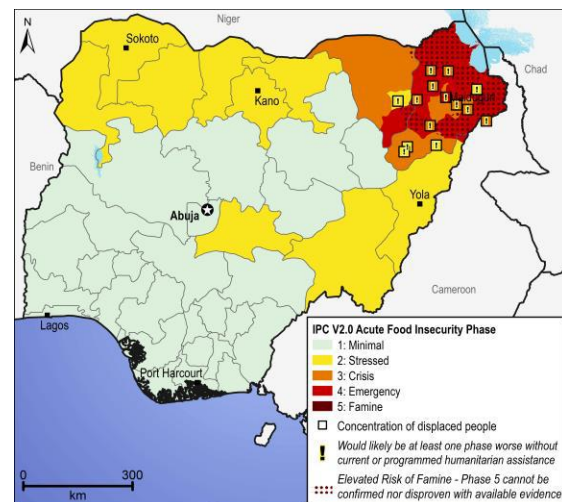 Niger
N
Sokoto
Chad
Kano
Maiduguri
Benin
Yola
Abuja
Cameroon
Lagos
Port Harcourt
IPC V2.0 Acute Food Insecurity Phase
1: Minimal
2: Stressed
3: Crisis
4: Emergency
5: Famine
Concentration of displaced people
! Would likely be at least one phase worse without
current or programmed humanitarian assistance
Elevated Risk of Famine - Phase 5 cannot be
confirmed nor disproven with available evidence
0 300
km